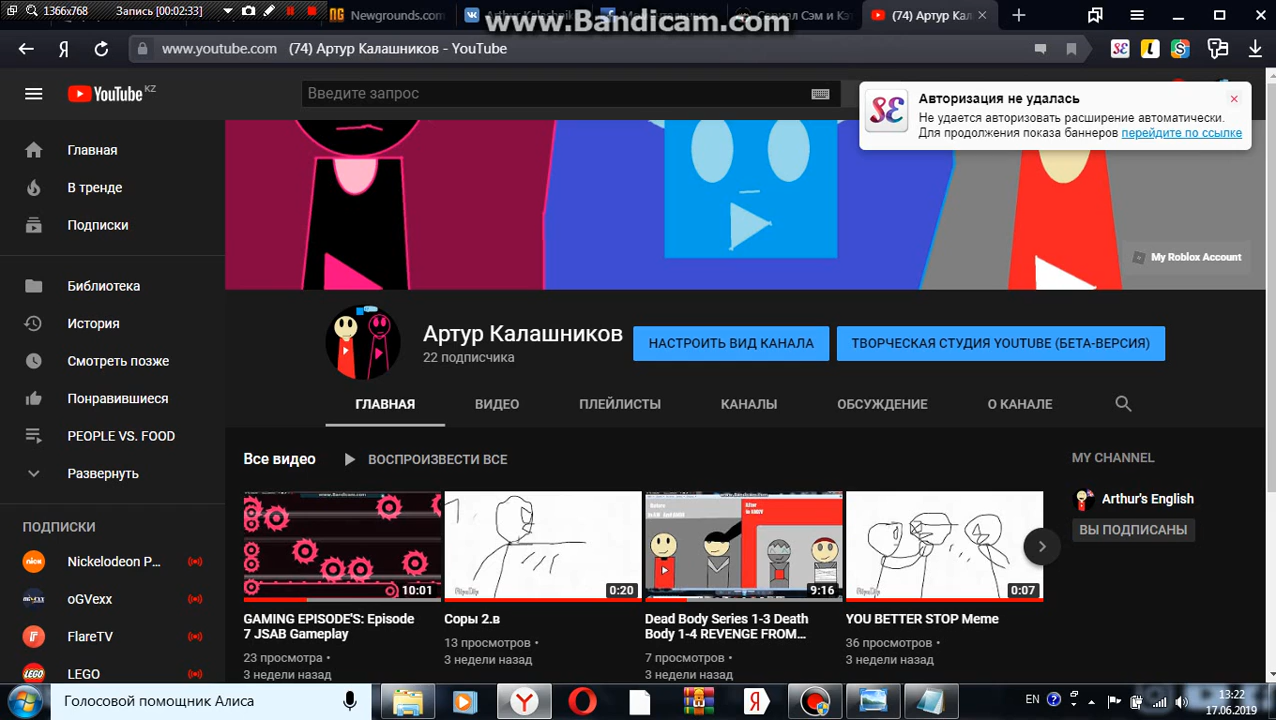 1366x768 Запись [00:02:33]
Newgrounds.com
www.Bandicam.com
(74) Артур Кал
www.youtube.com (74) Артур Калашников - YouTube
YouTube KZ
Введите запрос
Авторизация не удалась
Не удается авторизовать расширение автоматически.
Для продолжения показа баннеров перейдите по ссылке
Главная
В тренде
Подписки
Библиотека
История
Смотреть позже
Понравившиеся
PEOPLE VS. FOOD
Развернуть
ПОДПИСКИ
Nickelodeon P...
oGVexx
FlareTV
LEGO
My Roblox Account
Артур Калашников
22 подписчика
НАСТРОИТЬ ВИД КАНАЛА
ТВОРЧЕСКАЯ СТУДИЯ YOUTUBE (БЕТА-ВЕРСИЯ)
ГЛАВНАЯ ВИДЕО ПЛЕЙЛИСТЫ КАНАЛЫ ОБСУЖДЕНИЕ О КАНАЛЕ
Все видео ВОСПРОИЗВЕСТИ ВСЕ
10:01
GAMING EPISODE'S: Episode
7 JSAB Gameplay
23 просмотра •
3 недели назад
0:20
Соры 2.в
13 просмотров •
3 недели назад
9:16
Dead Body Series 1-3 Death
Body 1-4 REVENGE FROM...
7 просмотров •
3 недели назад
0:07
YOU BETTER STOP Meme
36 просмотров •
3 недели назад
MY CHANNEL
Arthur's English
ВЫ ПОДПИСАНЫ
Голосовой помощник Алиса
EN
13:22
17.06.2019